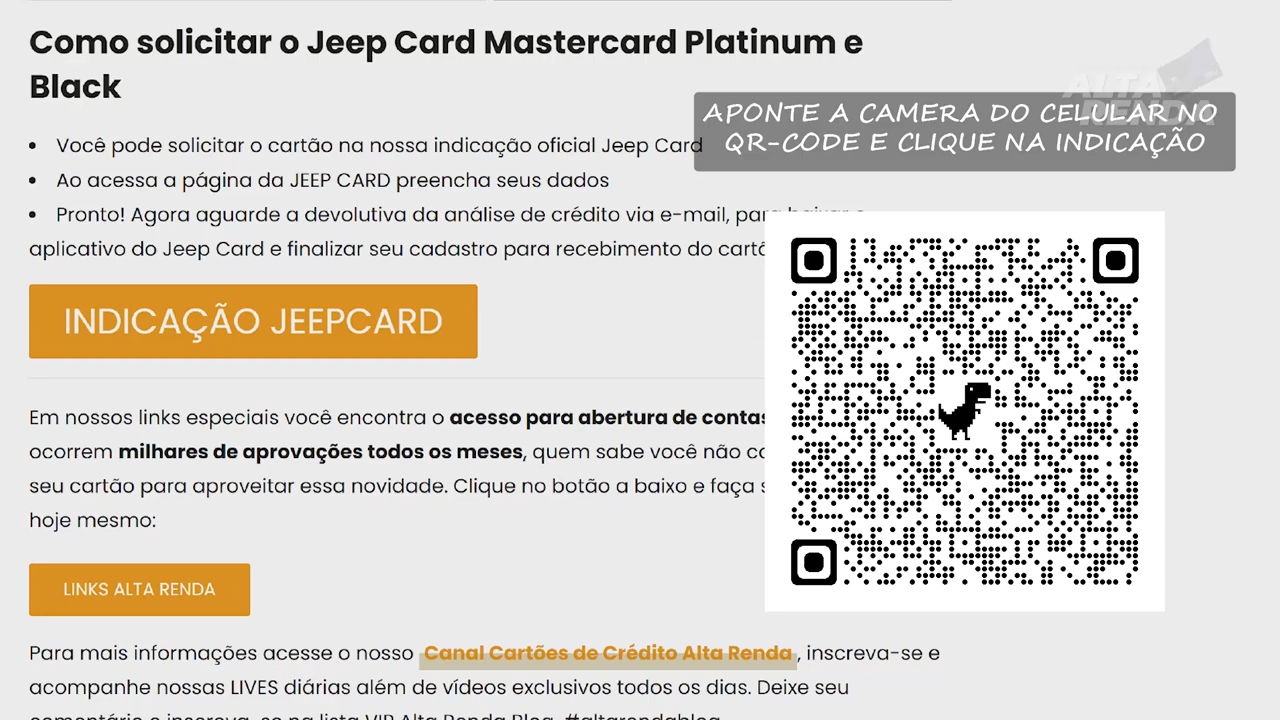 Como solicitar o Jeep Card Mastercard Platinum e
Black
ALTA
RENDA
APONTE A CAMERA DO CELULAR NO
QR-CODE E CLIQUE NA INDICAÇÃO
• Você pode solicitar o cartão na nossa indicação oficial Jeep Card
• Ao acessa a página da JEEP CARD preencha seus dados
• Pronto! Agora aguarde a devolutiva da análise de crédito via e-mail,
aplicativo do Jeep Card e finalizar seu cadastro para recebimento do
INDICAÇÃO JEEPCARD
Em nossos links especiais você encontra o acesso para abertura de
ocorrem milhares de aprovações todos os meses, quem sabe você não
seu cartão para aproveitar essa novidade. Clique no botão a baixo e faça
hoje mesmo:
LINKS ALTA RENDA
Para mais informações acesse o nosso Canal Cartões de Crédito Alta Renda, inscreva-se e
acompanhe nossas LIVES diárias além de vídeos exclusivos todos os dias. Deixe seu